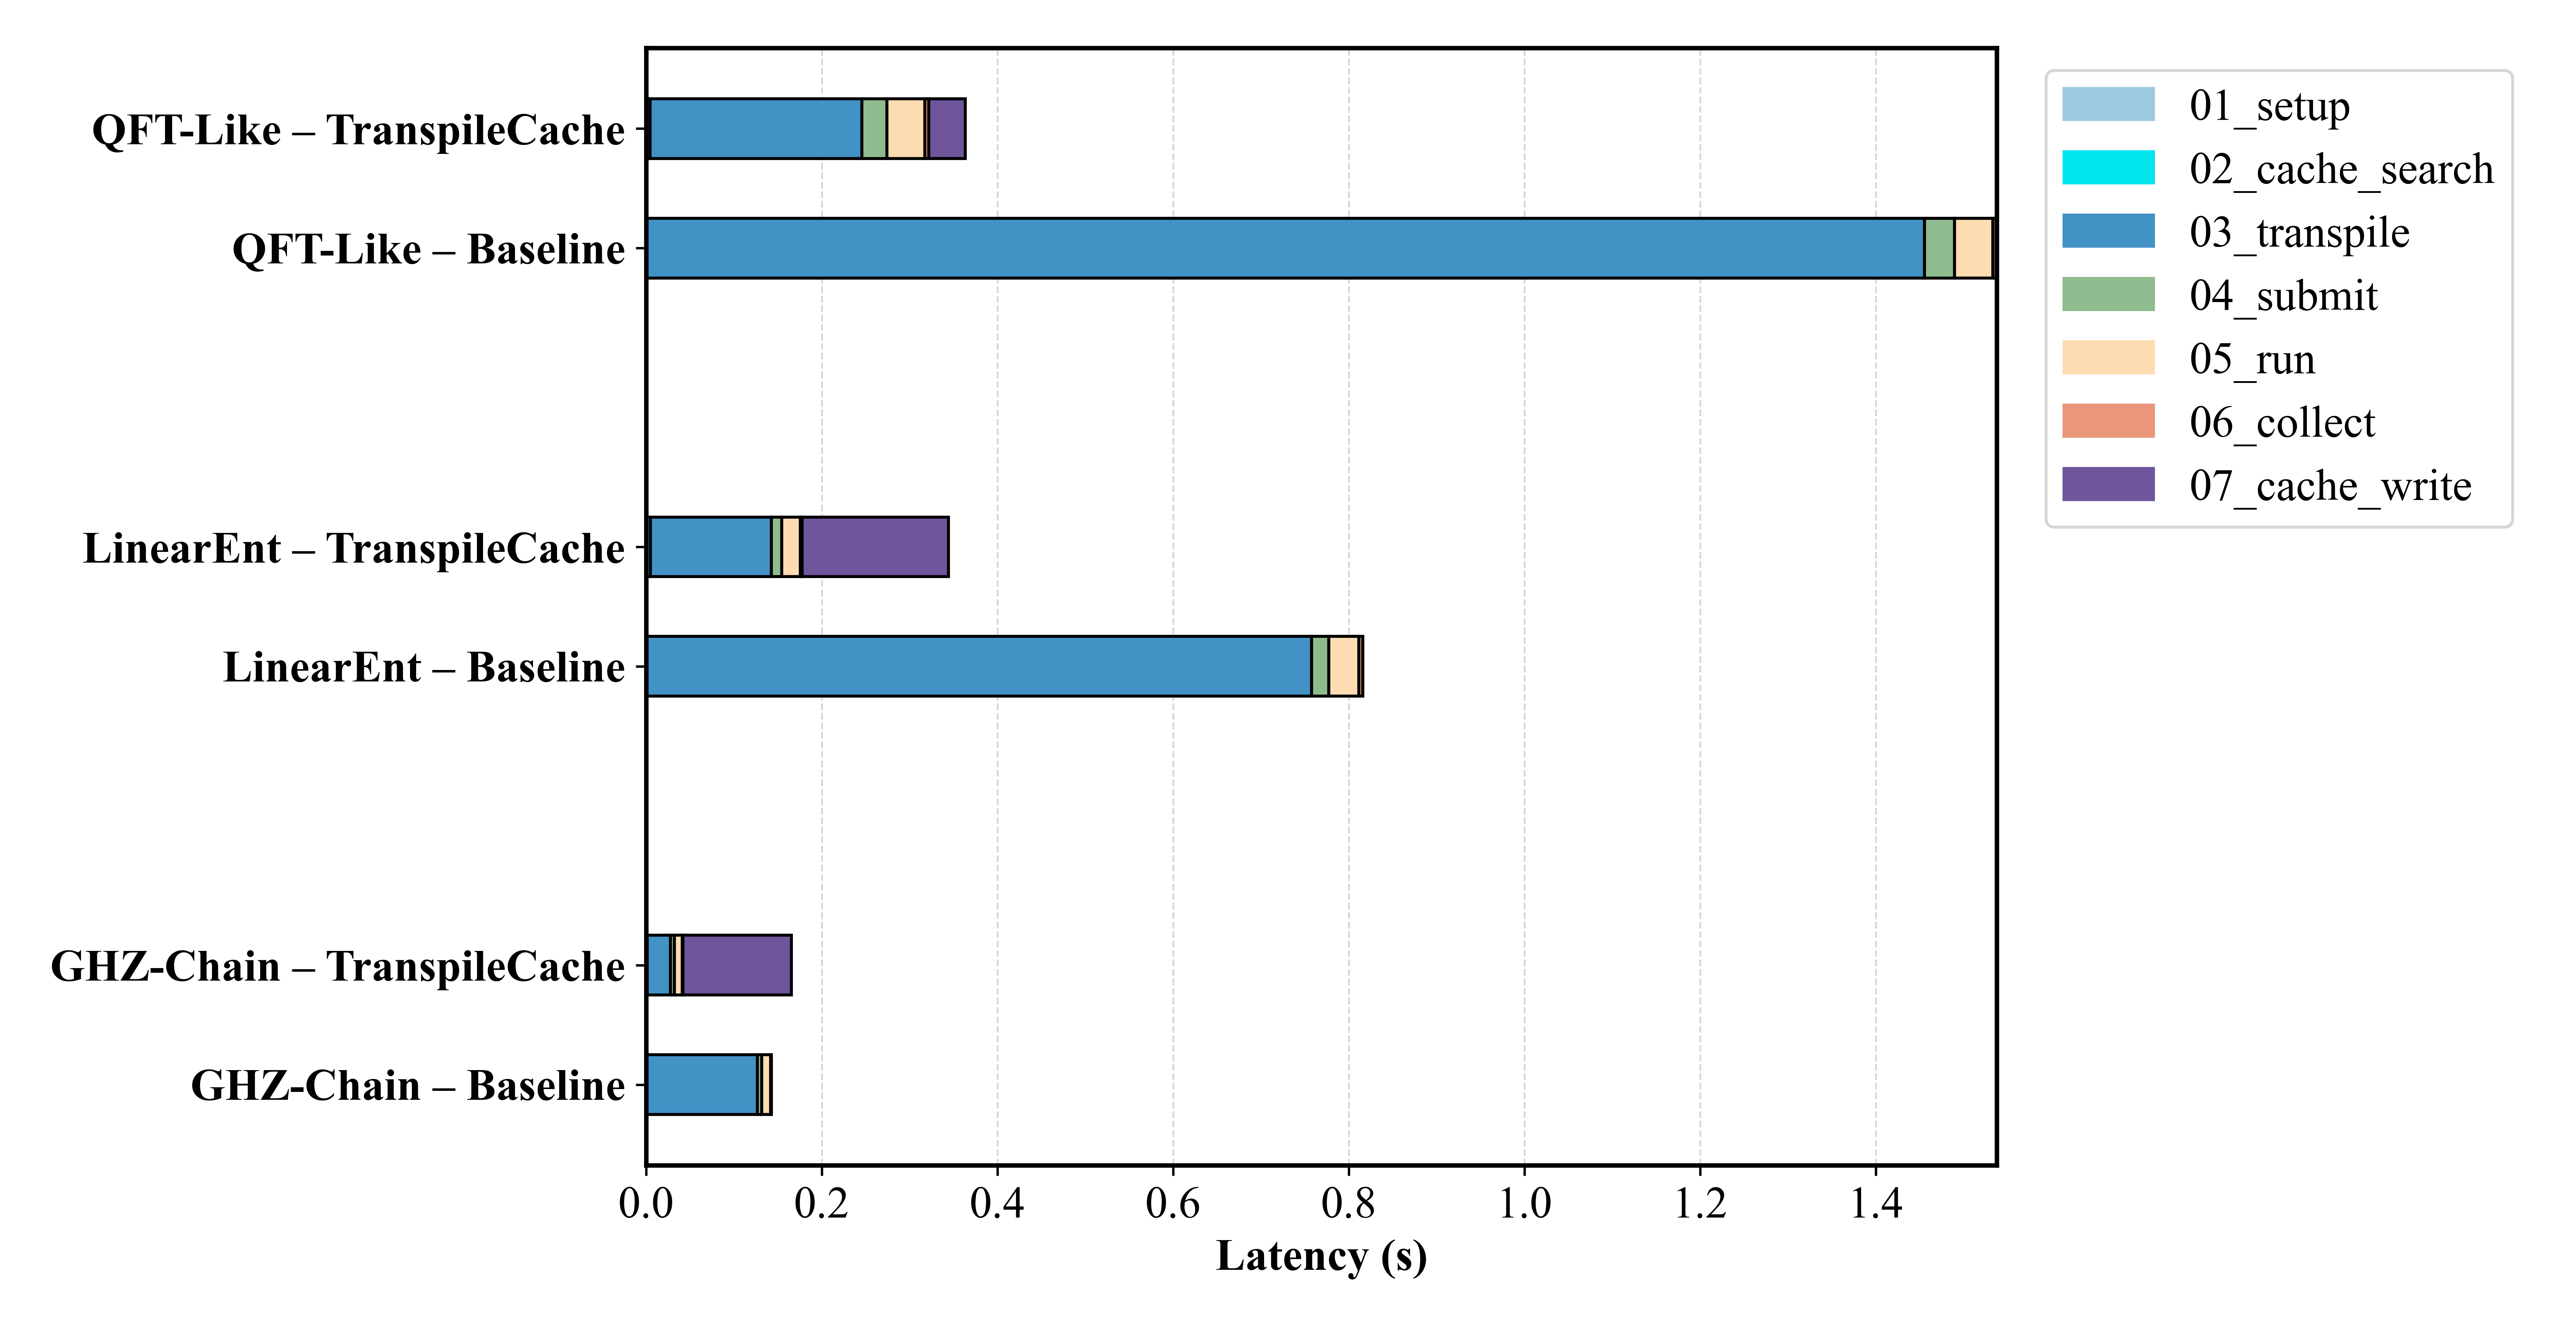 QFT-Like – TranspileCache
QFT-Like – Baseline
LinearEnt – TranspileCache
LinearEnt – Baseline
GHZ-Chain – TranspileCache
GHZ-Chain – Baseline
0.0 0.2 0.4 0.6 0.8 1.0 1.2 1.4
Latency (s)
01_setup
02_cache_search
03_transpile
04_submit
05_run
06_collect
07_cache_write